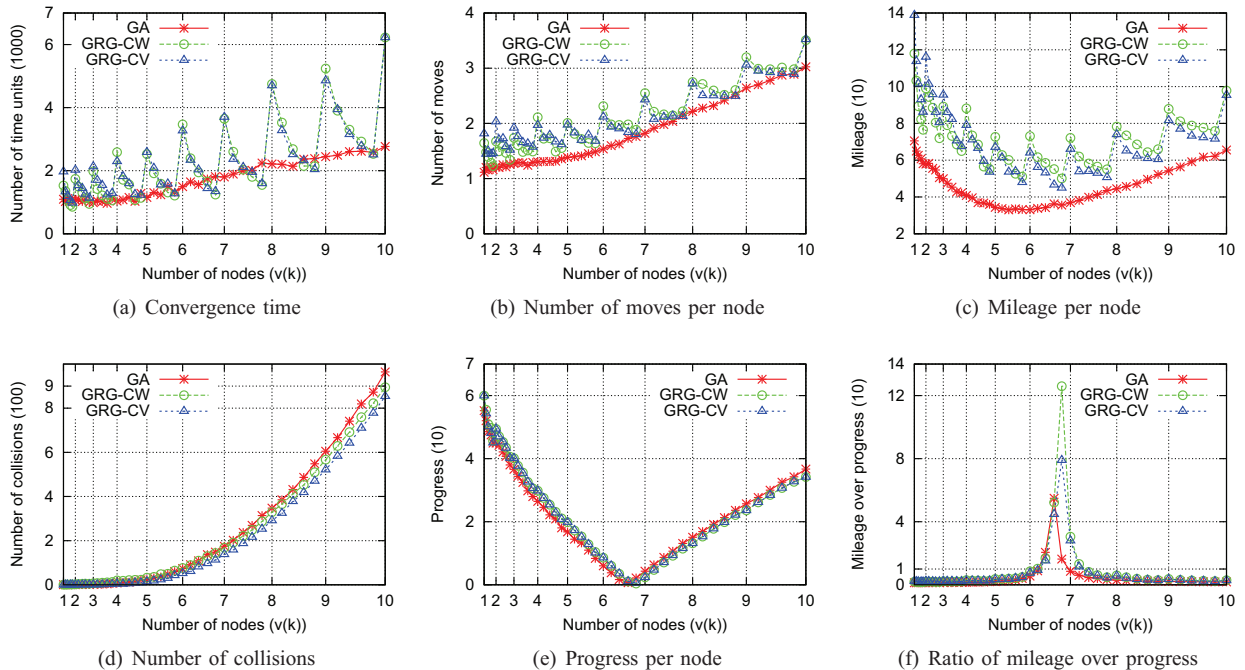 GA
GRG-CW
GRG-CV
Number of time units (1000)
7
6
4
2
0
1 2 3 4 5 6 7 8 9 10
Number of nodes (v(k))
(a) Convergence time
GA
GRG-CW
GRG-CV
Number of moves
4
3
2
1
0
1 2 3 4 5 6 7 8 9 10
Number of nodes (v(k))
(b) Number of moves per node
GA
GRG-CW
GRG-CV
Mileage (10)
14
12
10
8
6
4
2
1 2 3 4 5 6 7 8 9 10
Number of nodes (v(k))
(c) Mileage per node
GA
GRG-CW
GRG-CV
Number of collisions (100)
9
8
6
4
2
0
1 2 3 4 5 6 7 8 9 10
Number of nodes (v(k))
(d) Number of collisions
GA
GRG-CW
GRG-CV
Progress (10)
7
6
5
4
3
2
1
0
1 2 3 4 5 6 7 8 9 10
Number of nodes (v(k))
(e) Progress per node
GA
GRG-CW
GRG-CV
Mileage over progress (10)
14
12
8
4
1
0
1 2 3 4 5 6 7 8 9 10
Number of nodes (v(k))
(f) Ratio of mileage over progress